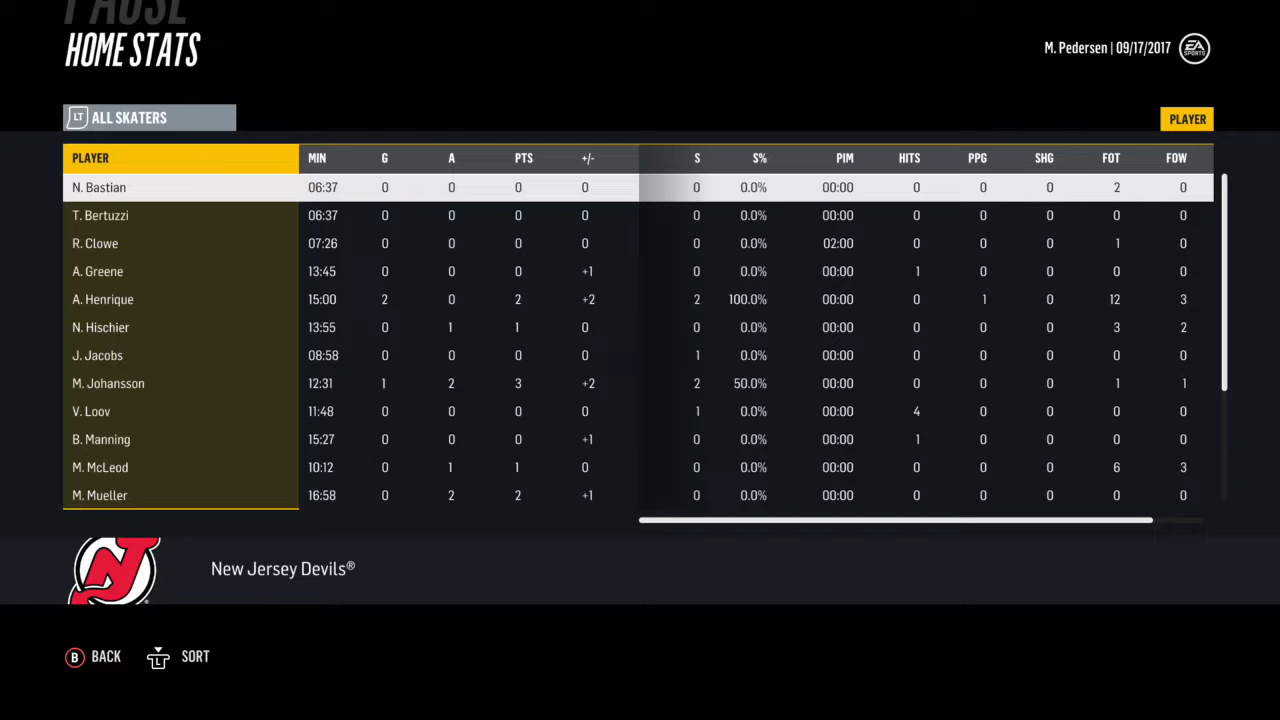 PAUSE
HOME STATS
M. Pedersen | 09/17/2017 EA SPORTS
LT ALL SKATERS
PLAYER
PLAYER MIN G A PTS +/- S S% PIM HITS PPG SHG FOT FOW
N. Bastian 06:37 0 0 0 0 0 0.0% 00:00 0 0 0 2 0
T. Bertuzzi 06:37 0 0 0 0 0 0.0% 00:00 0 0 0 0 0
R. Clowe 07:26 0 0 0 0 0 0.0% 02:00 0 0 0 1 0
A. Greene 13:45 0 0 0 +1 0 0.0% 00:00 1 0 0 0 0
A. Henrique 15:00 2 0 2 +2 2 100.0% 00:00 0 1 0 12 3
N. Hischier 13:55 0 1 1 0 0 0.0% 00:00 0 0 0 3 2
J. Jacobs 08:58 0 0 0 0 1 0.0% 00:00 0 0 0 0 0
M. Johansson 12:31 1 2 3 +2 2 50.0% 00:00 0 0 0 1 1
V. Loov 11:48 0 0 0 0 1 0.0% 00:00 4 0 0 0 0
B. Manning 15:27 0 0 0 +1 0 0.0% 00:00 1 0 0 0 0
M. McLeod 10:12 0 1 1 0 0 0.0% 00:00 0 0 0 6 3
M. Mueller 16:58 0 2 2 +1 0 0.0% 00:00 0 0 0 0 0
NJ
New Jersey Devils®
B BACK L SORT